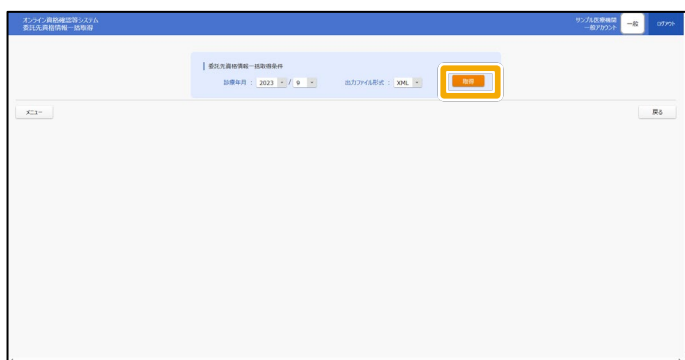 オンライン資格確認等システム
委託先資格情報一括取得
サンプル医療機関
一般アカウント
一般
ログアウト
委託先資格情報一括取得条件
診療年月 : 2023 / 9
出力ファイル形式 : XML
取得
メニュー
戻る